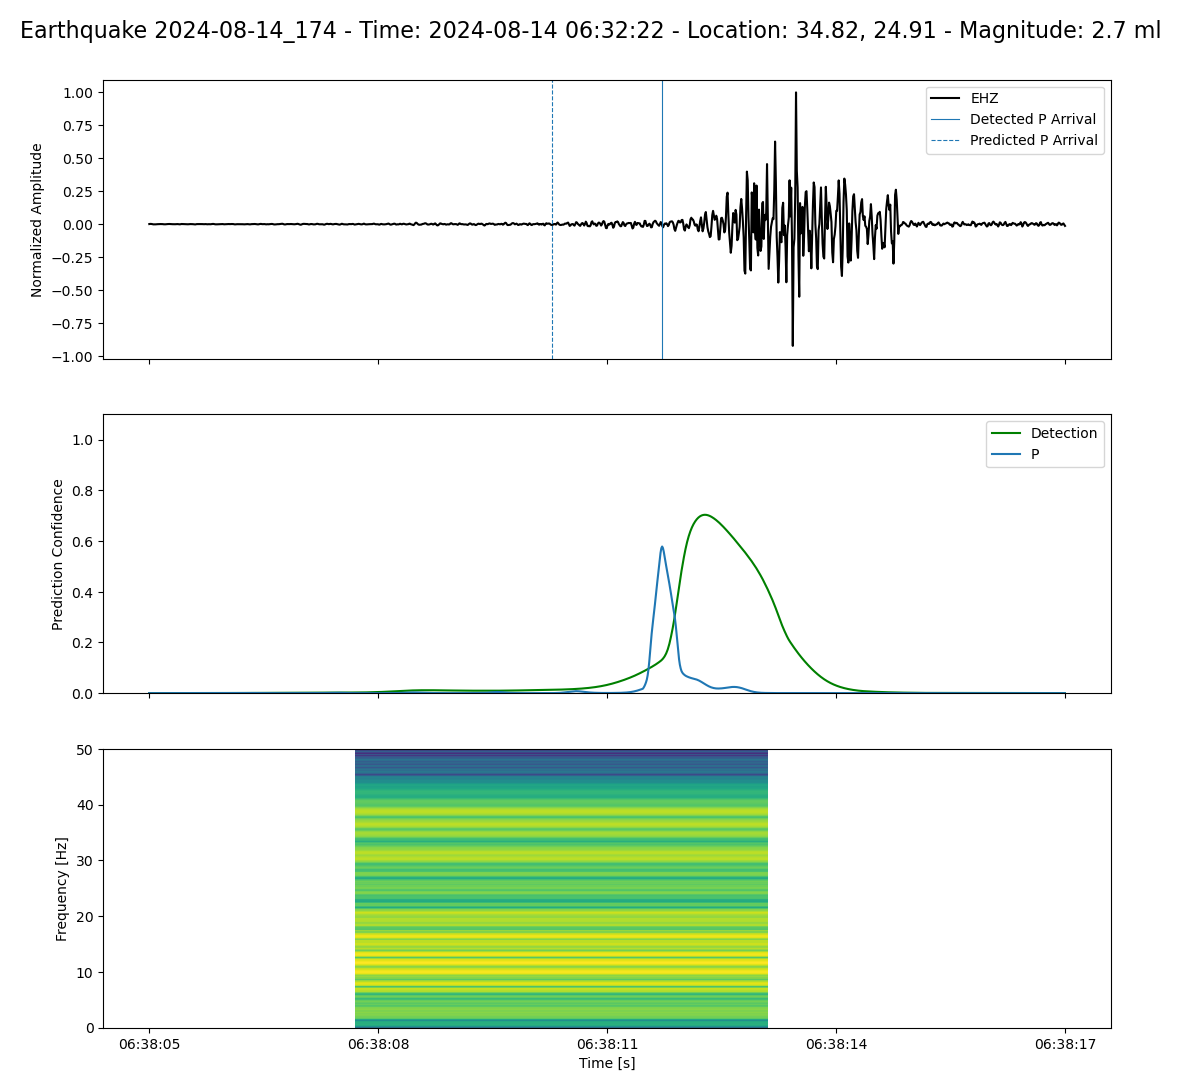 Earthquake 2024-08-14_174 - Time: 2024-08-14 06:32:22 - Location: 34.82, 24.91 - Magnitude: 2.7 ml
Normalized Amplitude
1.00
0.75
0.50
0.25
0.00
−0.25
−0.50
−0.75
−1.00
EHZ
Detected P Arrival
Predicted P Arrival
Prediction Confidence
1.0
0.8
0.6
0.4
0.2
0.0
Detection
P
Frequency [Hz]
50
40
30
20
10
0
06:38:05
06:38:08
06:38:11
06:38:14
06:38:17
Time [s]